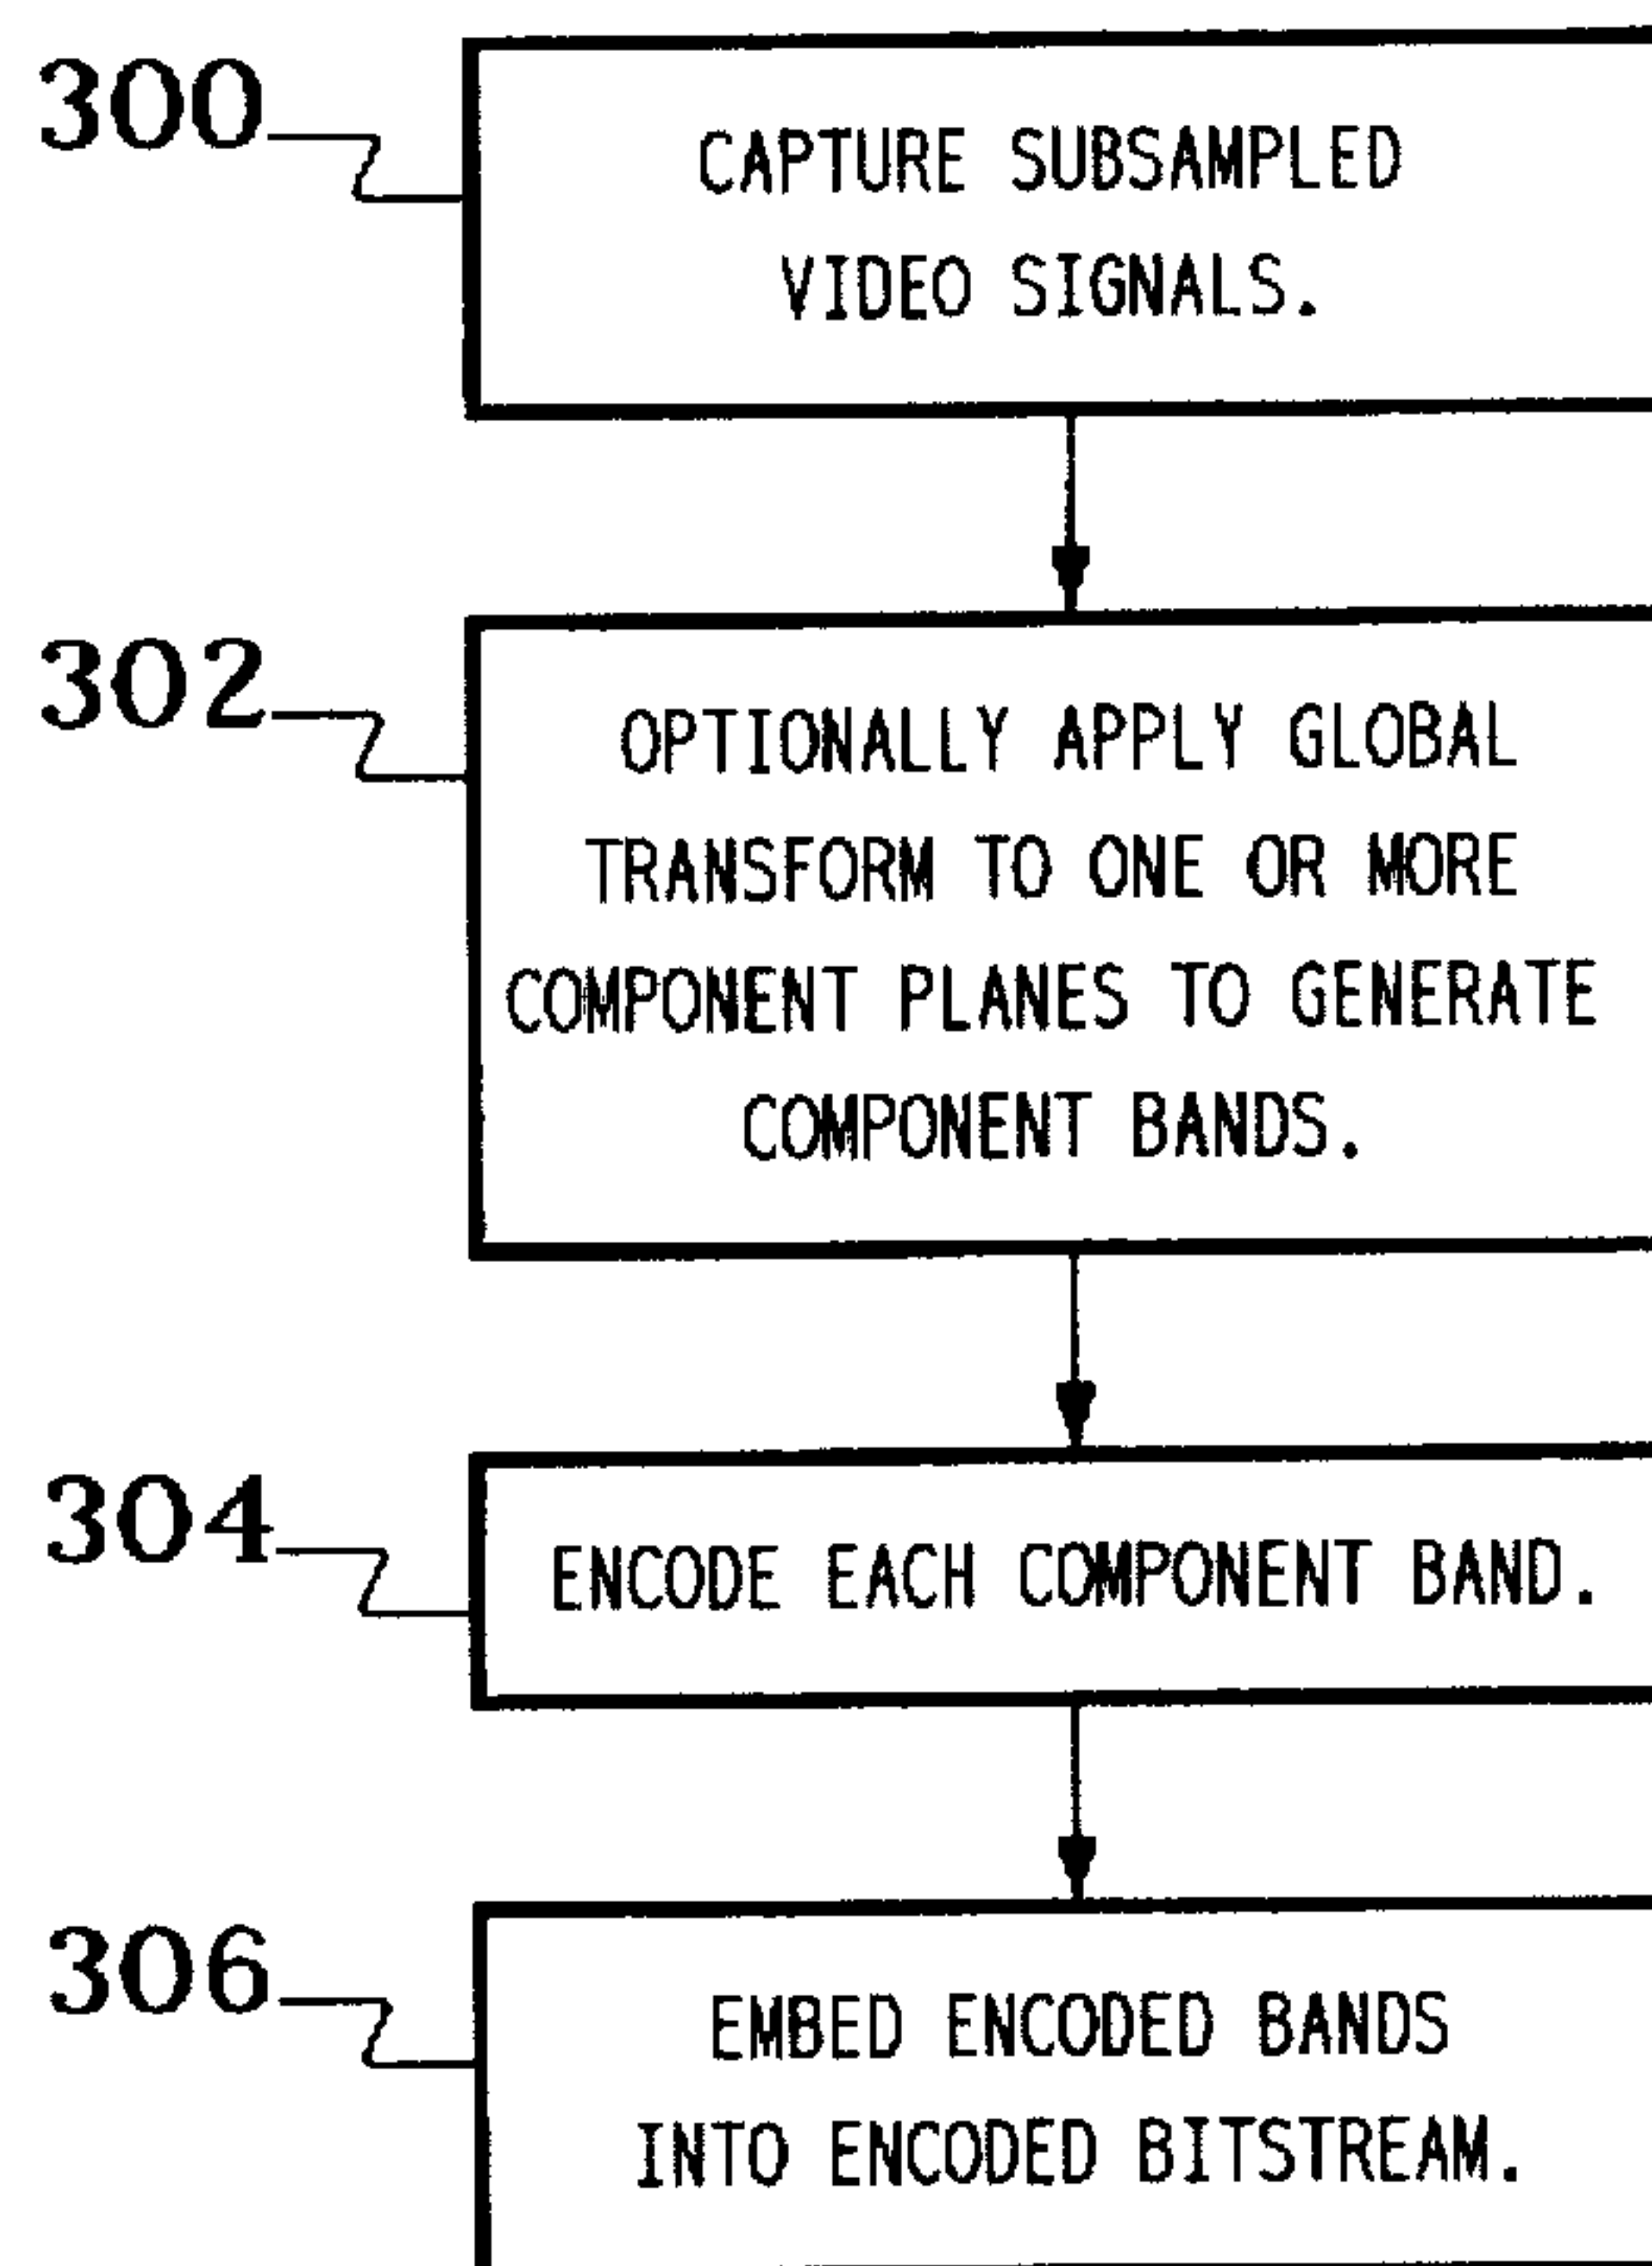 300
CAPTURE SUBSAMPLED
VIDEO SIGNALS.
302
OPTIONALLY APPLY GLOBAL
TRANSFORM TO ONE OR MORE
COMPONENT PLANES TO GENERATE
COMPONENT BANDS.
304
ENCODE EACH COMPONENT BAND.
306
EMBED ENCODED BANDS
INTO ENCODED BITSTREAM.